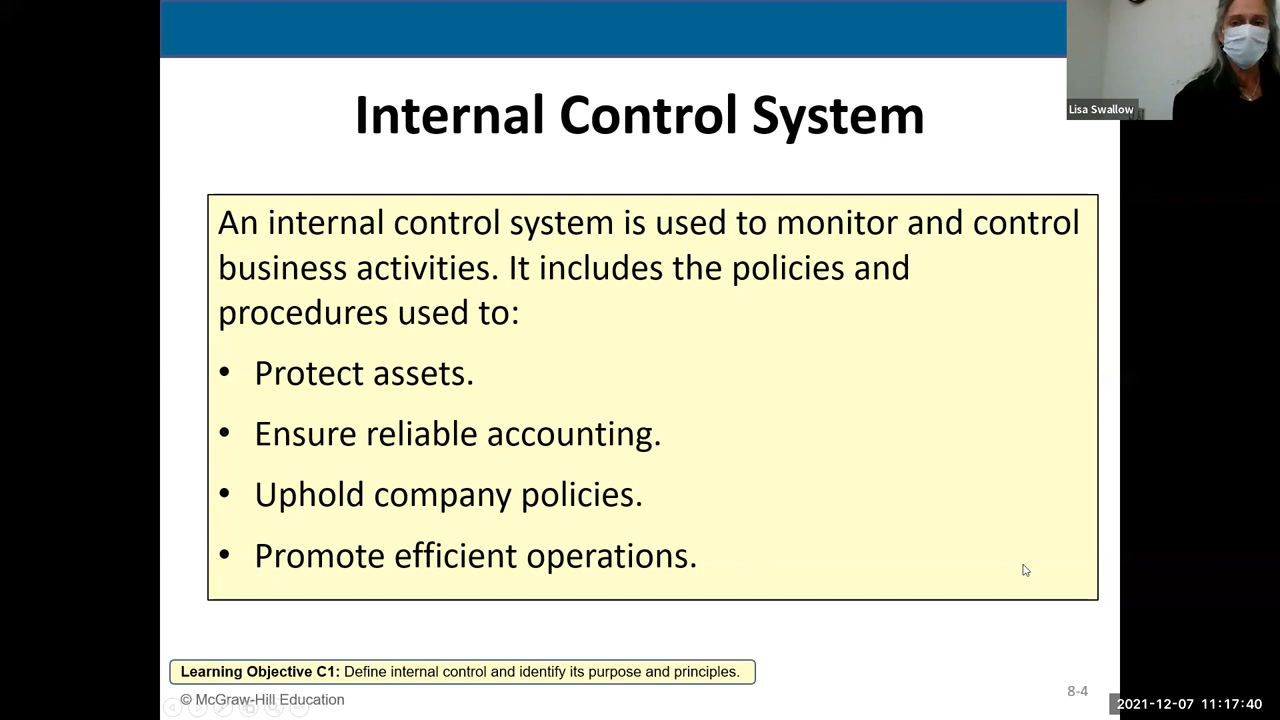 Internal Control System
Lisa Swallow
An internal control system is used to monitor and control
business activities. It includes the policies and
procedures used to:
• Protect assets.
• Ensure reliable accounting.
• Uphold company policies.
• Promote efficient operations.
Learning Objective C1: Define internal control and identify its purpose and principles.
© McGraw-Hill Education
8-4
2021-12-07 11:17:40